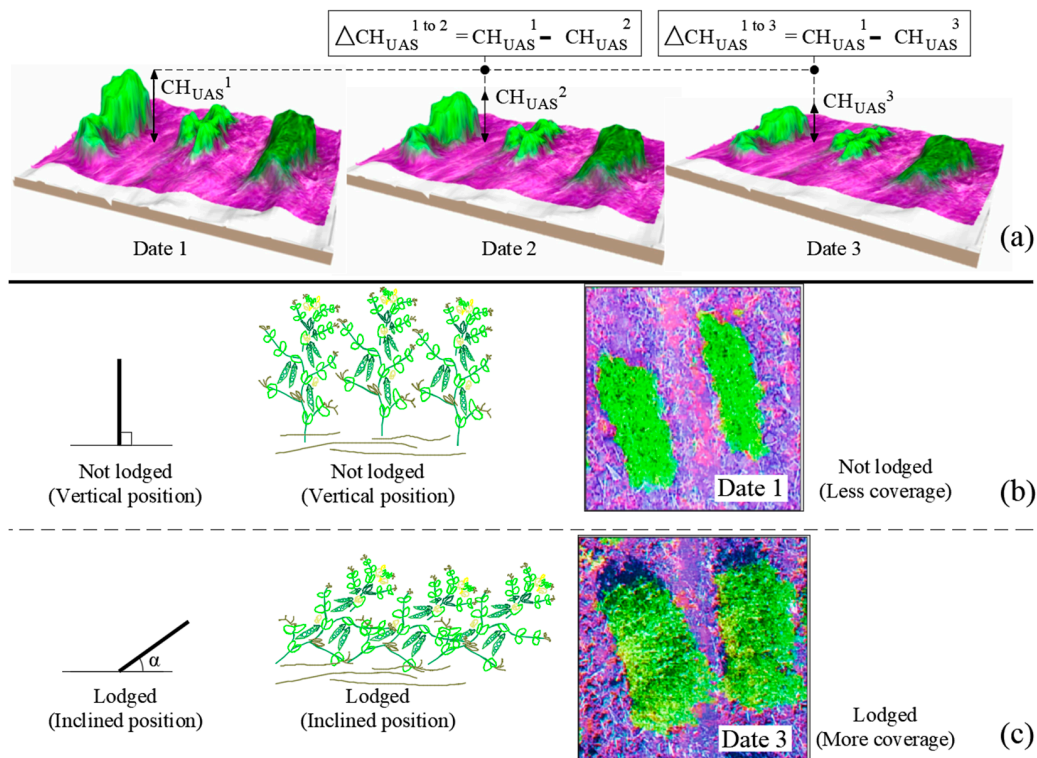 △CH_UAS^1 to 2 = CH_UAS^1 − CH_UAS^2
△CH_UAS^1 to 3 = CH_UAS^1 − CH_UAS^3
CH_UAS^1
CH_UAS^2
CH_UAS^3
Date 1
Date 2
Date 3
(a)
Not lodged
(Vertical position)
Not lodged
(Vertical position)
Date 1
Not lodged
(Less coverage)
(b)
α
Lodged
(Inclined position)
Lodged
(Inclined position)
Date 3
Lodged
(More coverage)
(c)